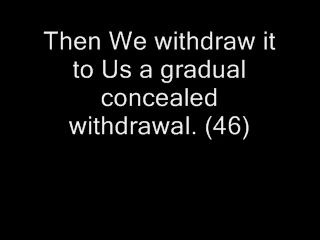 Then We withdraw it
to Us a gradual
concealed
withdrawal. (46)